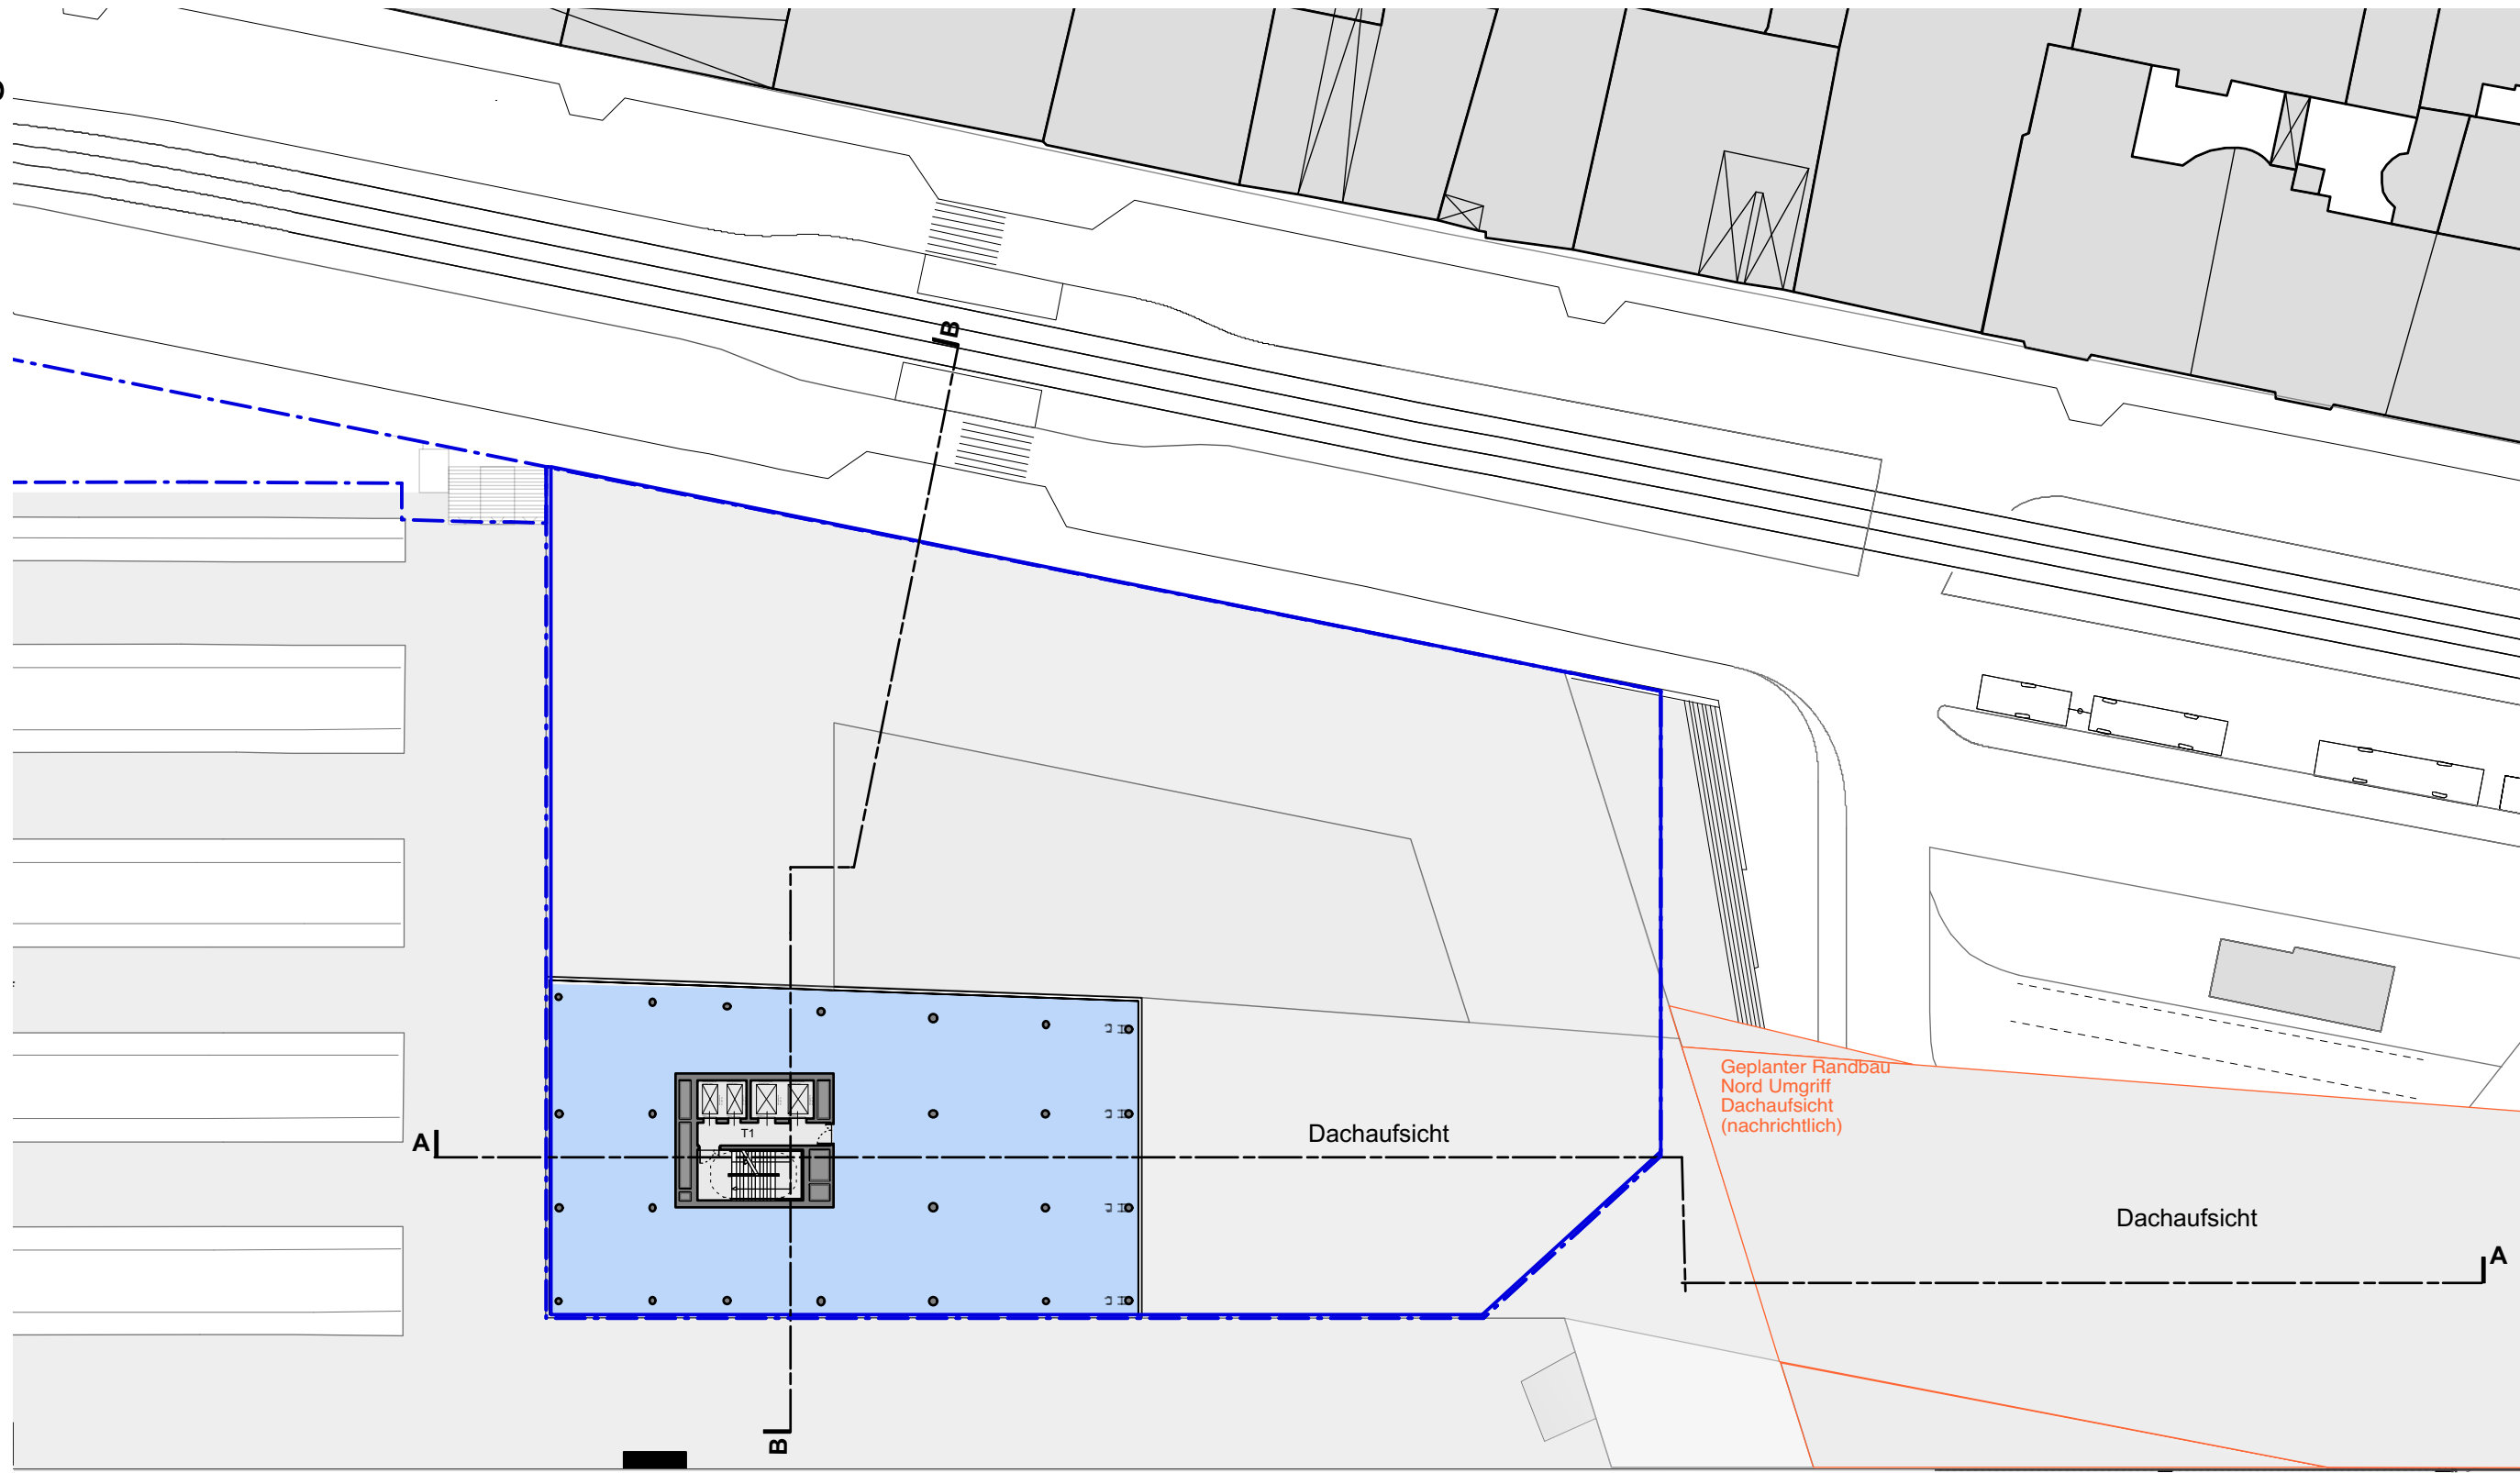 B
Geplanter Randbau
Nord Umgriff
Dachaufsicht
(nachrichtlich)
T1
A
Dachaufsicht
Dachaufsicht
A
B